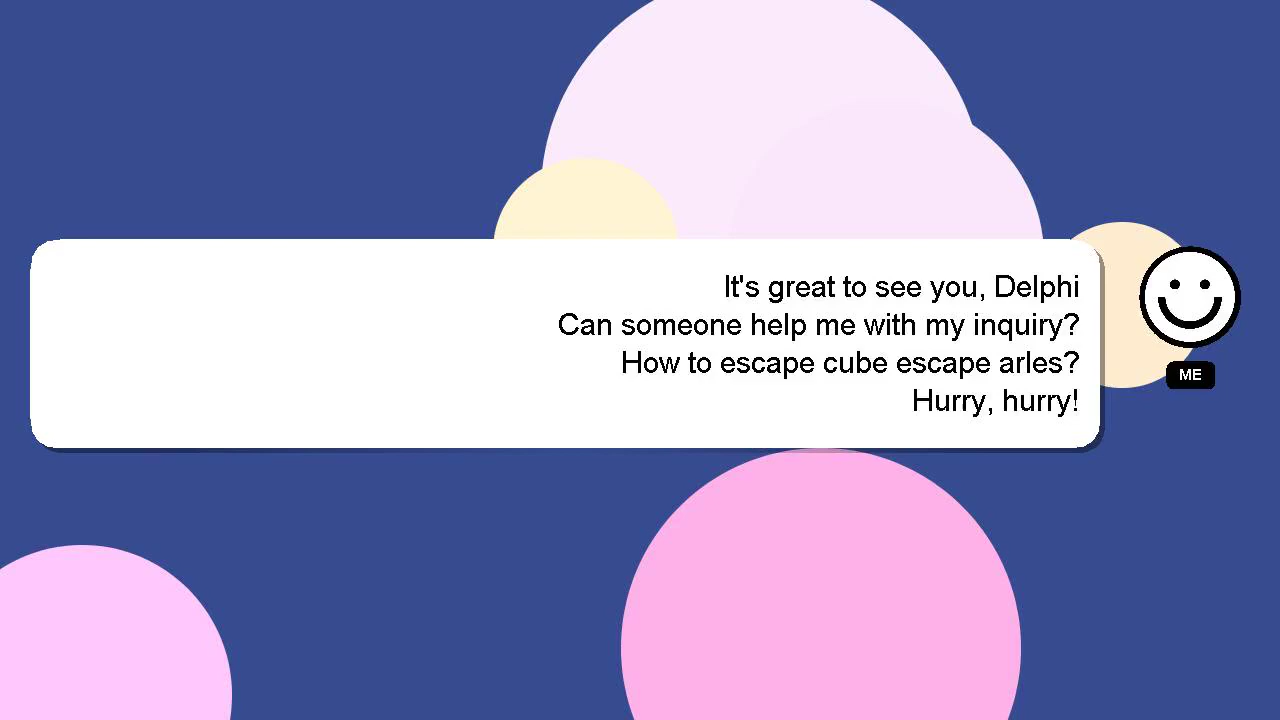 It's great to see you, Delphi
Can someone help me with my inquiry?
How to escape cube escape arles?
Hurry, hurry!
ME